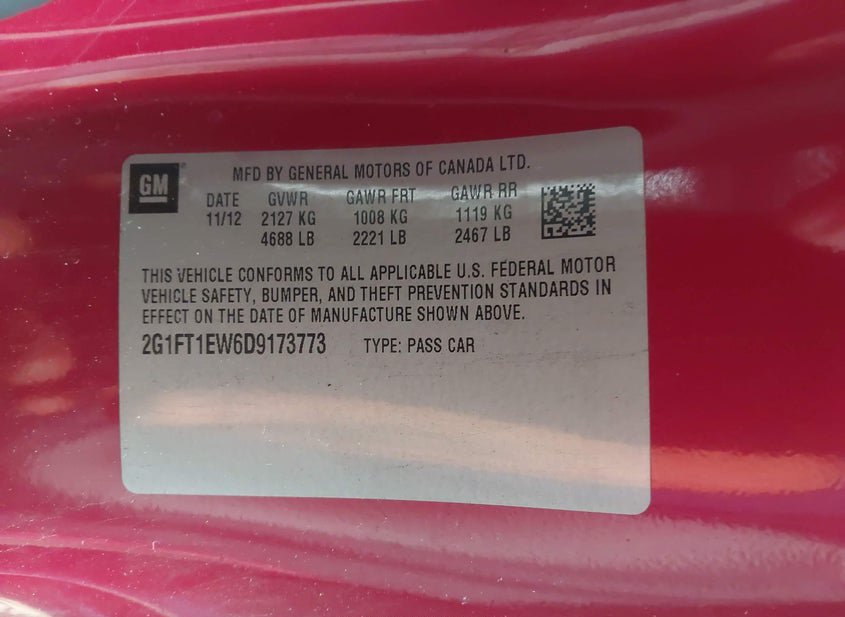 GM
MFD BY GENERAL MOTORS OF CANADA LTD.
DATE GVWR GAWR FRT GAWR RR
11/12 2127 KG 1008 KG 1119 KG
4688 LB 2221 LB 2467 LB
THIS VEHICLE CONFORMS TO ALL APPLICABLE U.S. FEDERAL MOTOR
VEHICLE SAFETY, BUMPER, AND THEFT PREVENTION STANDARDS IN
EFFECT ON THE DATE OF MANUFACTURE SHOWN ABOVE.
2G1FT1EW6D9173773 TYPE: PASS CAR